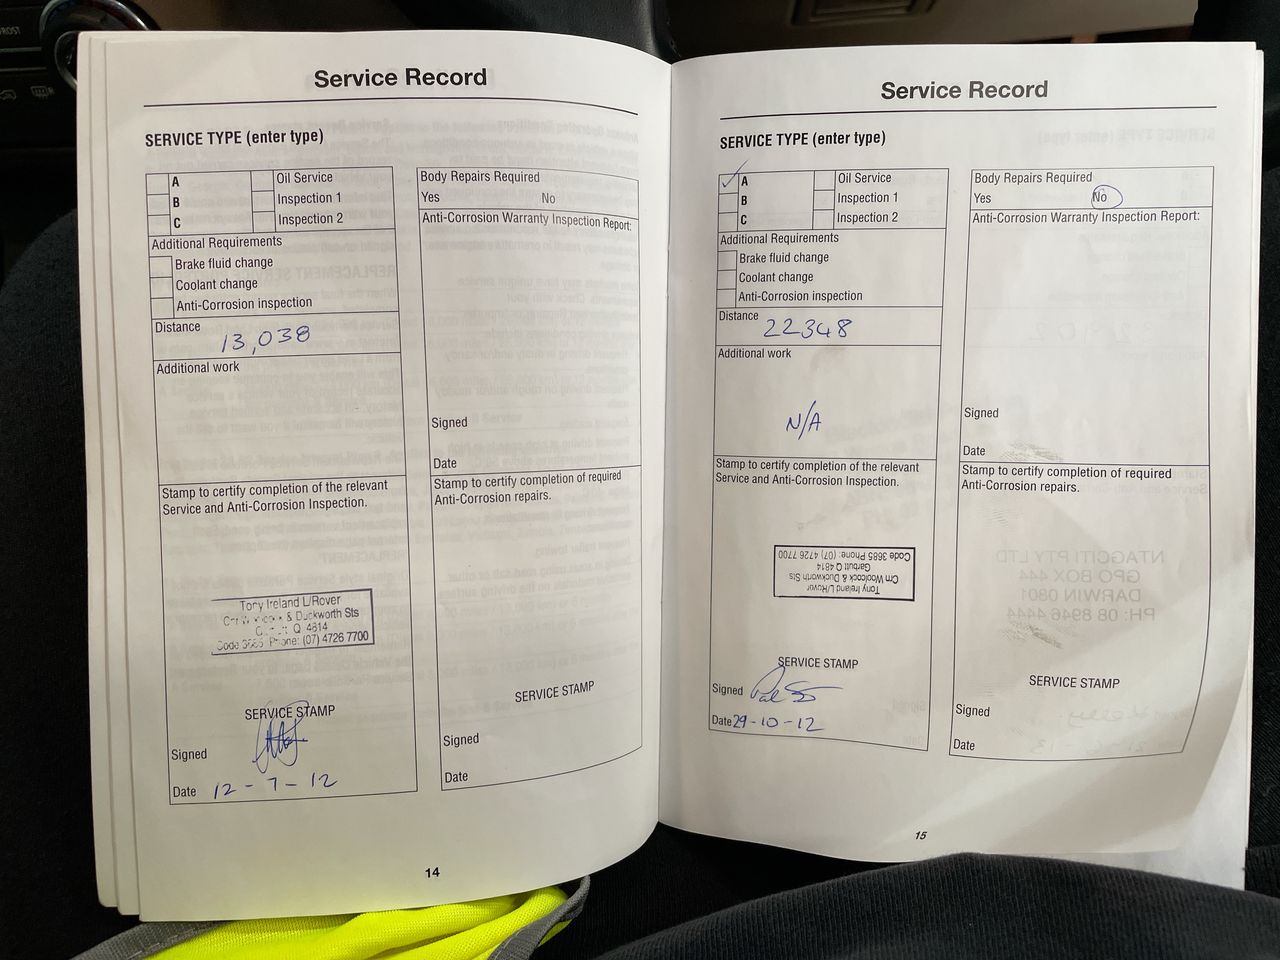 Service Record
SERVICE TYPE (enter type)
A
B
C
Oil Service
Inspection 1
Inspection 2
Additional Requirements
Brake fluid change
Coolant change
Anti-Corrosion inspection
Distance
13,038
Additional work
Stamp to certify completion of the relevant
Service and Anti-Corrosion Inspection.
Tony Ireland L/Rover
& Duckworth Sts
Q 4814
Code 3685 Phone: (07) 4726 7700
SERVICE STAMP
Signed
Date 12-7-12
Body Repairs Required
Yes No
Anti-Corrosion Warranty Inspection Report:
Signed
Date
Stamp to certify completion of required
Anti-Corrosion repairs.
SERVICE STAMP
Signed
Date
14
Service Record
SERVICE TYPE (enter type)
A
B
C
Oil Service
Inspection 1
Inspection 2
Additional Requirements
Brake fluid change
Coolant change
Anti-Corrosion inspection
Distance
22348
Additional work
N/A
Stamp to certify completion of the relevant
Service and Anti-Corrosion Inspection.
Tony Ireland L/Rover
Crn Woolcock & Duckworth Sts
Garbutt Q 4814
Code 3685 Phone: (07) 4726 7700
SERVICE STAMP
Signed
Date 29-10-12
Body Repairs Required
Yes No
Anti-Corrosion Warranty Inspection Report:
Signed
Date
Stamp to certify completion of required
Anti-Corrosion repairs.
NTAGCITI PTY LTD
GPO BOX 444
DARWIN 0801
PH: 08 8946 4444
SERVICE STAMP
Signed
Date
15